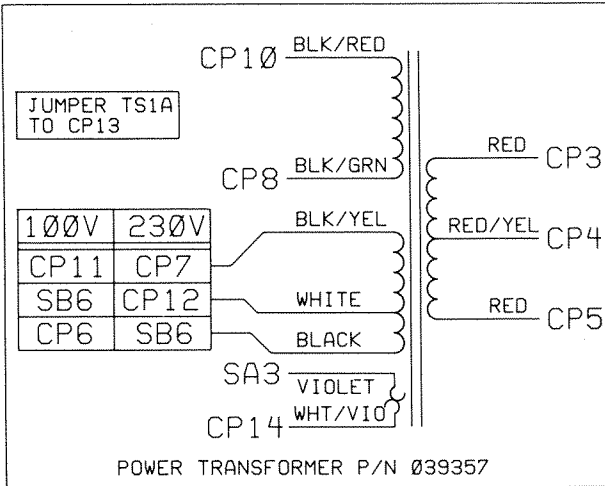 CP10 BLK/RED
JUMPER TS1A
TO CP13
CP8 BLK/GRN
RED CP3
RED/YEL CP4
RED CP5
100V 230V BLK/YEL
CP11 CP7
SB6 CP12 WHITE
CP6 SB6 BLACK
SA3 VIOLET
CP14 WHT/VIO
POWER TRANSFORMER P/N Ø39357